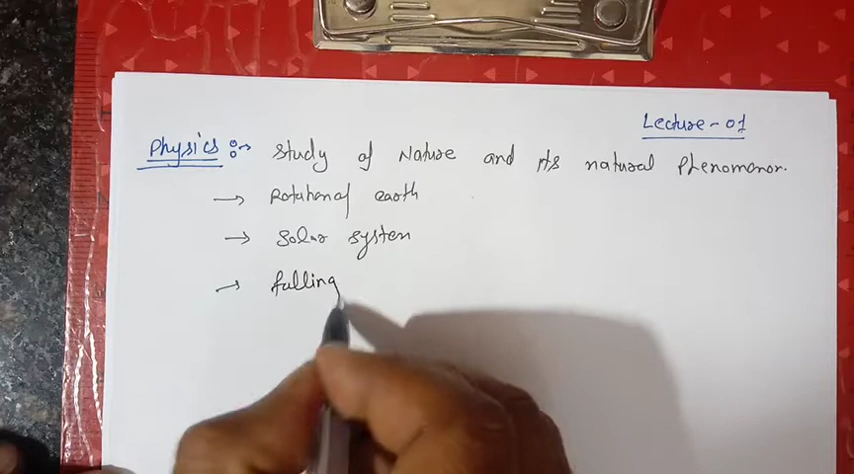 Lecture - 01
Physics :→ study of Nature and its natural Phenomenon.
→ Rotation of earth
→ Solar system
→ falling